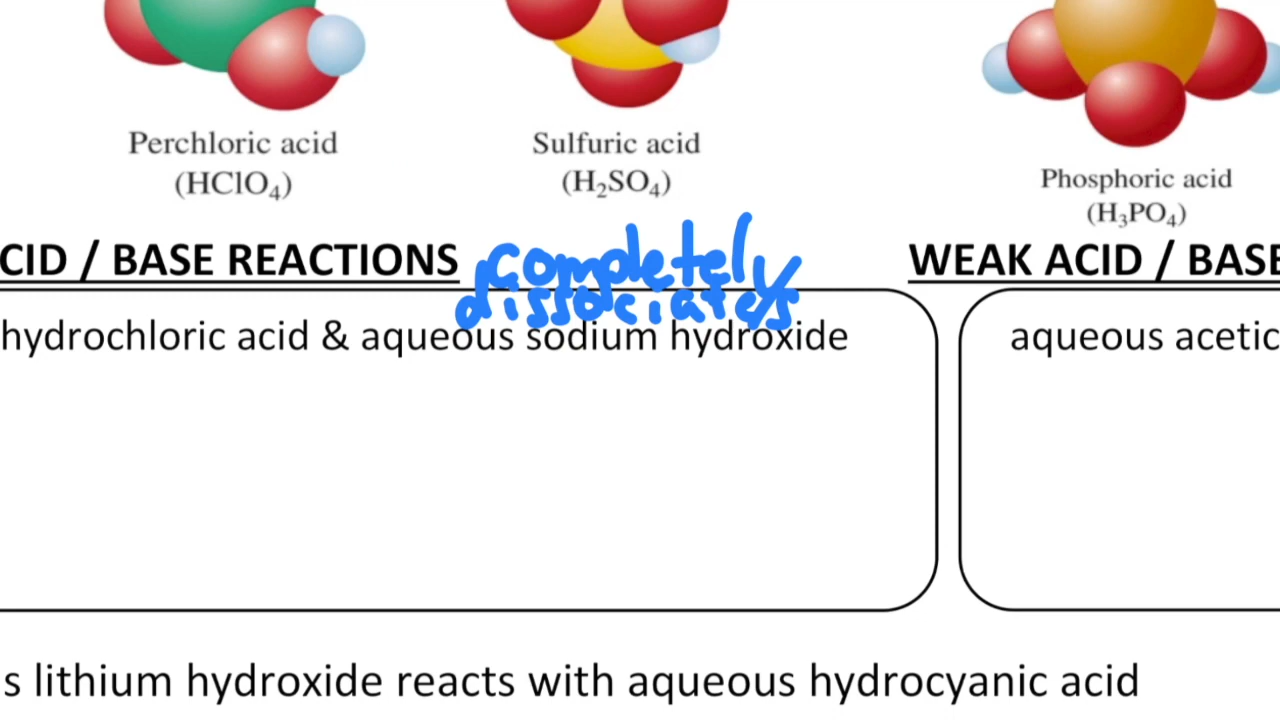 Perchloric acid
(HClO₄)
Sulfuric acid
(H₂SO₄)
Phosphoric acid
(H₃PO₄)
CID / BASE REACTIONS
completely
dissociates
WEAK ACID / BASE
hydrochloric acid & aqueous sodium hydroxide
aqueous acetic
s lithium hydroxide reacts with aqueous hydrocyanic acid